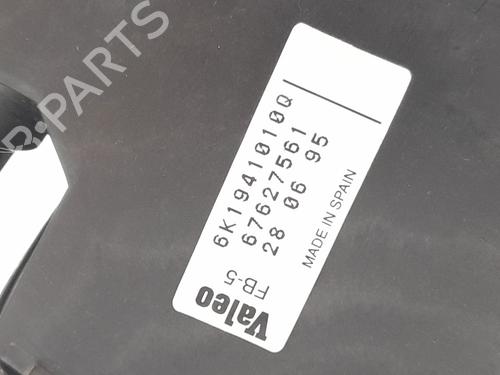 6K1941010Q
67627561
28 06 95
MADE IN SPAIN
FB-5
Valeo
PARTS